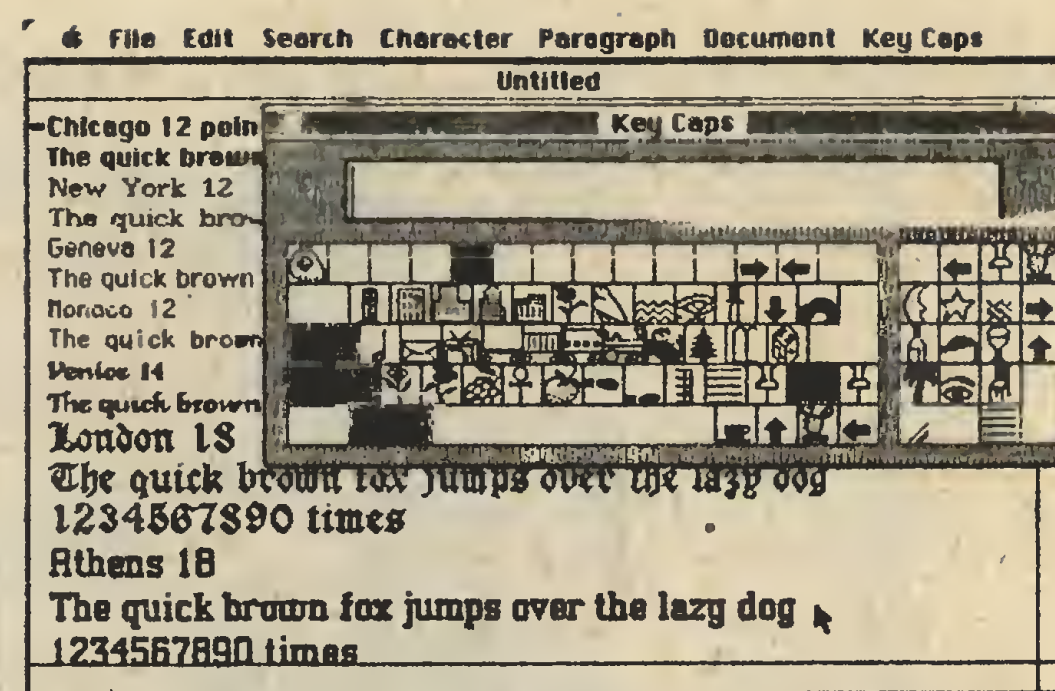 File Edit Search Character Paragraph Document Key Caps
Untitled
Key Caps
Chicago 12 poin
The quick brown
New York 12
The quick bro
Geneva 12
The quick brown
Monaco 12
The quick brown
Venice 14
The quick brown
London 18
The quick brown fox jumps over the lazy dog
1234567890 times
Athens 18
The quick brown fox jumps over the lazy dog
1234567890 times